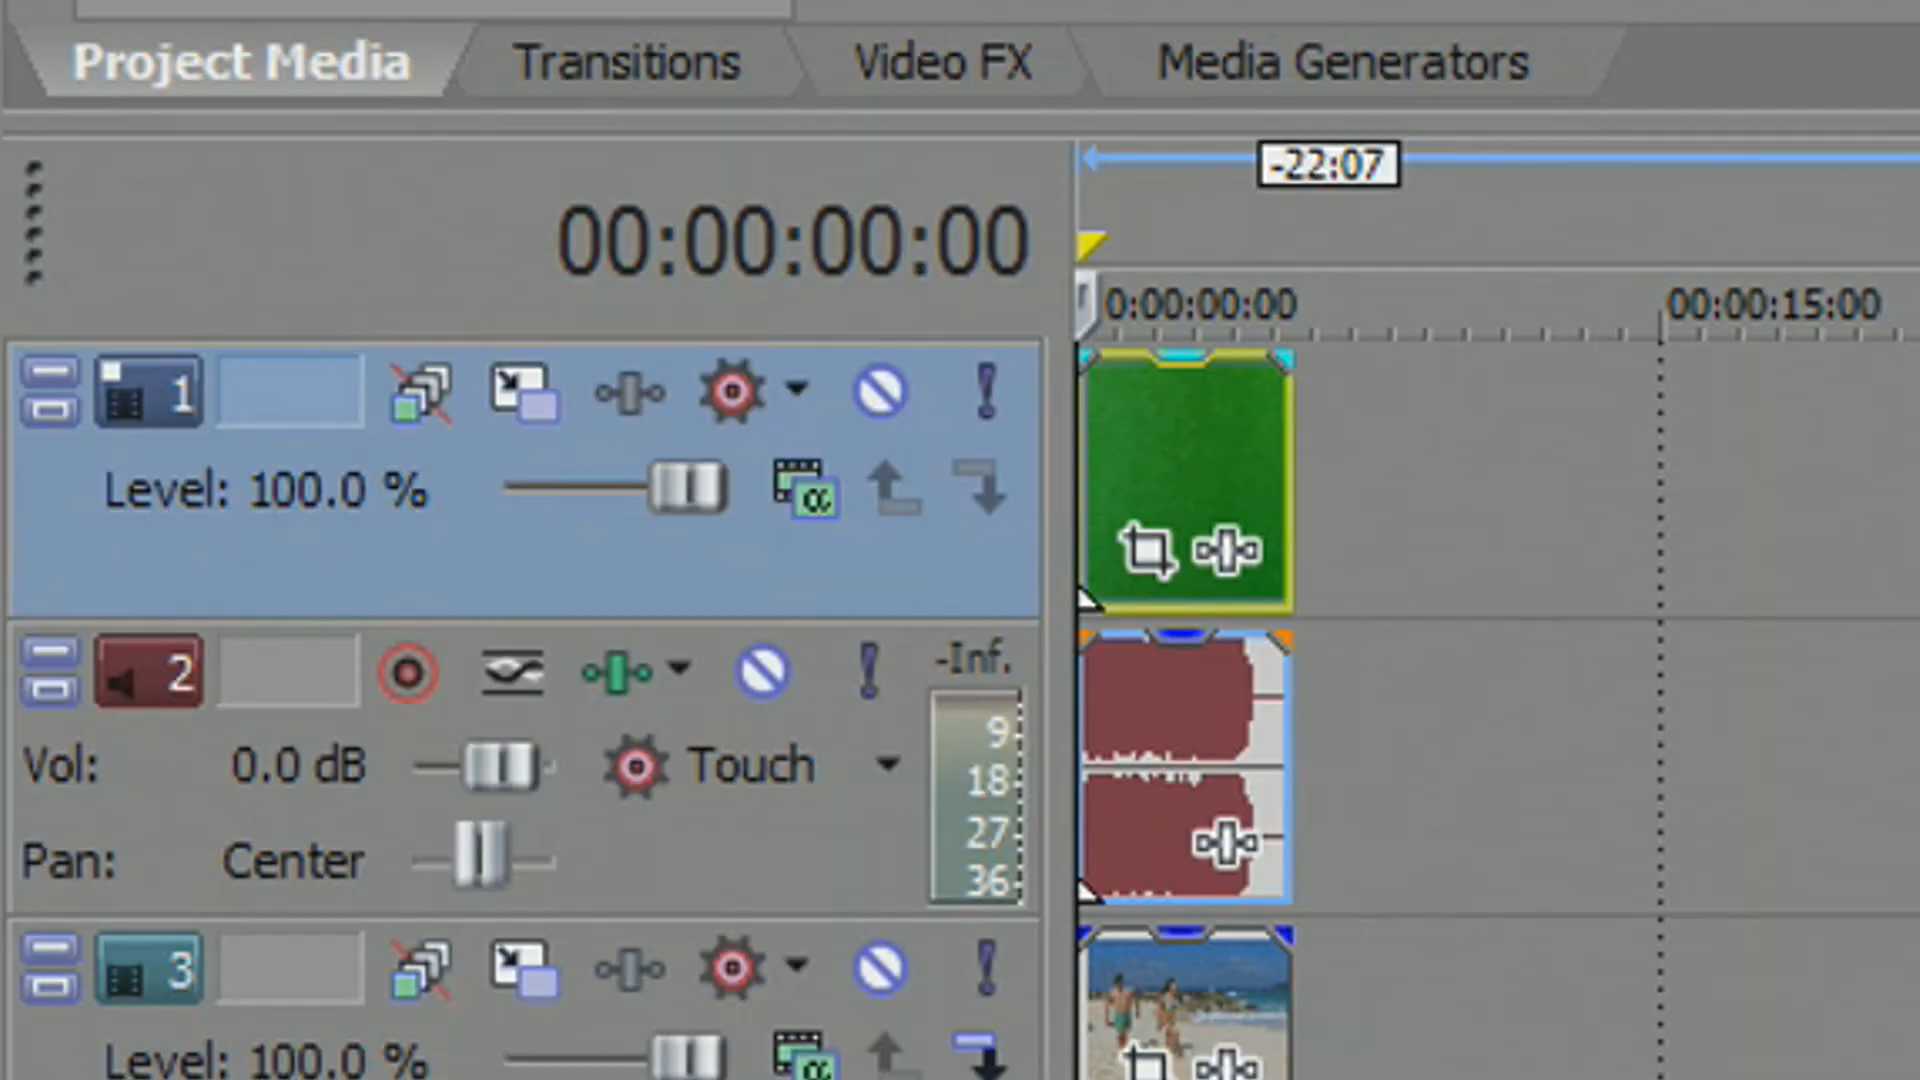 Project Media Transitions Video FX Media Generators
-22:07
00:00:00:00
0:00:00:00 00:00:15:00
1
Level: 100.0 %
α
2
-Inf.
9
18
27
36
Vol: 0.0 dB Touch
Pan: Center
3
Level: 100.0 %
α